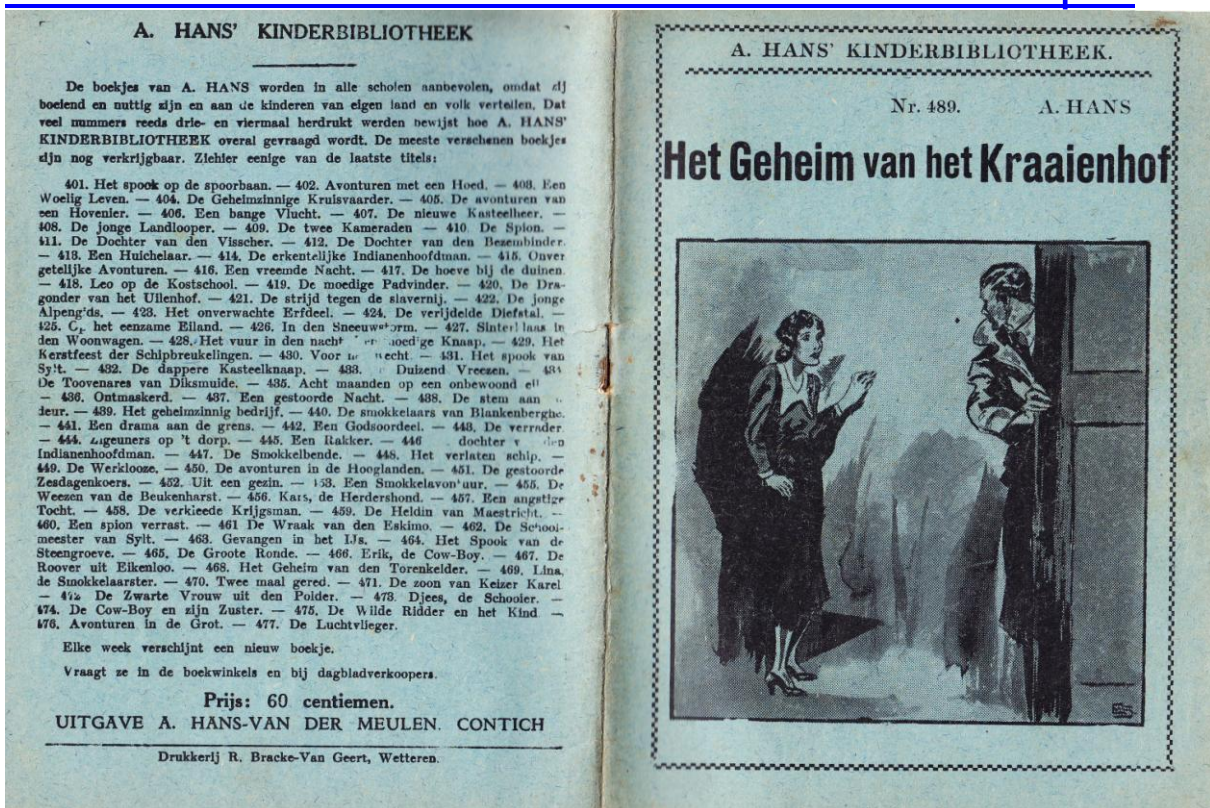 A. HANS' KINDERBIBLIOTHEEK
De boekjes van A. HANS worden in alle scholen aanbevolen, omdat zij
boeiend en nuttig zijn en aan de kinderen van eigen land en volk vertellen. Dat
veel nummers reeds drie- en viermaal herdrukt werden bewijst hoe A. HANS'
KINDERBIBLIOTHEEK overal gevraagd wordt. De meeste verschenen boekjes
zijn nog verkrijgbaar. Ziehier eenige van de laatste titels:
401. Het spook op de spoorbaan. — 402. Avonturen met een Hoed. — 403. Een
Woelig Leven. — 404. De Geheimzinnige Kruisvaarder. — 405. De avonturen van
een Hovenier. — 406. Een bange Vlucht. — 407. De nieuwe Kasteelheer. —
408. De jonge Landlooper. — 409. De twee Kameraden — 410. De Spion. —
411. De Dochter van den Visscher. — 412. De Dochter van den Bezembinder.
— 413. Een Huichelaar. — 414. De erkentelijke Indianenhoofdman. — 415. Onver
getelijke Avonturen. — 416. Een vreemde Nacht. — 417. De hoeve bij de duinen.
— 418. Leo op de Kostschool. — 419. De moedige Padvinder. — 420. De Dra-
gonder van het Uilenhof. — 421. De strijd tegen de slavernij. — 422. De jonge
Alpengids. — 423. Het onverwachte Erfdeel. — 424. De verijdelde Diefstal. —
425. Op het eenzame Eiland. — 426. In den Sneeuwstorm. — 427. Sinterklaas in
den Woonwagen. — 428. Het vuur in den nacht moedige Knaap. — 429. Het
Kerstfeest der Schipbreukelingen. — 430. Voor — 431. Het spook van
Sylt. — 432. De dappere Kasteelknaap. — 433. Duizend Vreezen. —
De Toovenares van Diksmuide. — 435. Acht maanden op een onbewoond
— 436. Ontmaskerd. — 437. Een gestoorde Nacht. — 438. De stem aan
deur. — 439. Het geheimzinnig bedrijf. — 440. De smokkelaars van Blankenberghe.
— 441. Een drama aan de grens. — 442. Een Godsoordeel. — 443. De verrader.
— 444. Zigeuners op 't dorp. — 445. Een Rakker. — 446 dochter den
Indianenhoofdman. — 447. De Smokkelbende. — 448. Het verlaten schip. —
449. De Werklooze. — 450. De avonturen in de Hooglanden. — 451. De gestoorde
Zesdagenkoers. — 452. Uit een gezin. — 453. Een Smokkelavontuur. — 455. De
Weezen van de Beukenharst. — 456. Kars, de Herdershond. — 457. Een angstige
Tocht. — 458. De verkleede Krijgsman. — 459. De Heldin van Maestricht. —
460. Een spion verrast. — 461 De Wraak van den Eskimo. — 462. De School-
meester van Sylt. — 463. Gevangen in het IJs. — 464. Het Spook van de
Steengroeve. — 465. De Groote Ronde. — 466. Erik, de Cow-Boy. — 467. De
Roover uit Eikenloo. — 468. Het Geheim van den Torenkelder. — 469. Lina,
de Smokkelaarster. — 470. Twee maal gered. — 471. De zoon van Keizer Karel
— 472 De Zwarte Vrouw uit den Polder. — 473. Djees, de Schooier. —
474. De Cow-Boy en zijn Zuster. — 475. De Wilde Ridder en het Kind —
476. Avonturen in de Grot. — 477. De Luchtvlieger.
Elke week verschijnt een nieuw boekje.
Vraagt ze in de boekwinkels en bij dagbladverkoopers.
Prijs: 60 centiemen.
UITGAVE A. HANS-VAN DER MEULEN. CONTICH
Drukkerij R. Bracke-Van Geert, Wetteren.
A. HANS' KINDERBIBLIOTHEEK.
Nr. 489. A. HANS
Het Geheim van het Kraaienhof